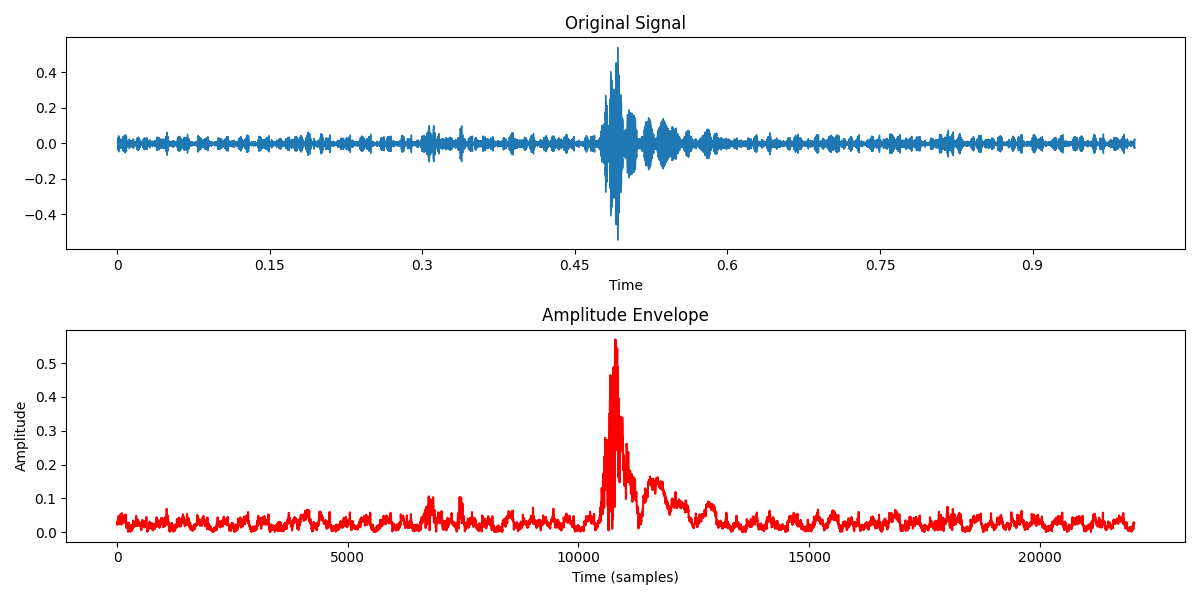 Original Signal
0.4
0.2
0.0
−0.2
−0.4
0 0.15 0.3 0.45 0.6 0.75 0.9
Time
Amplitude Envelope
Amplitude
0.5
0.4
0.3
0.2
0.1
0.0
0 5000 10000 15000 20000
Time (samples)